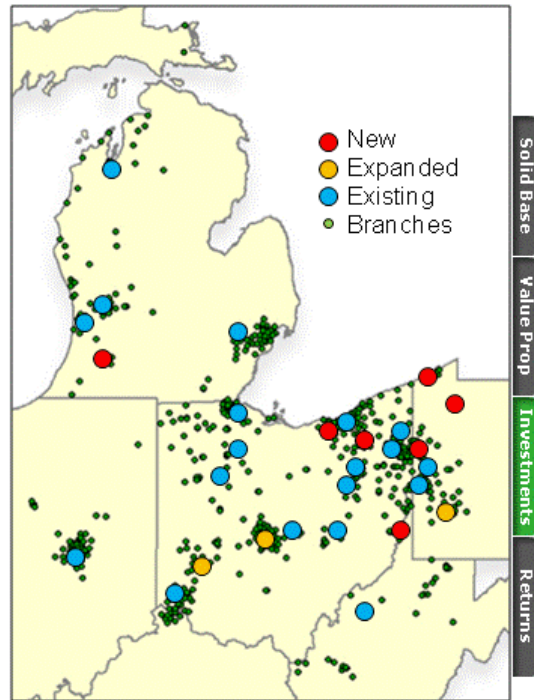 New
Expanded
Existing
Branches
Solid Base
Value Prop
Investments
Returns